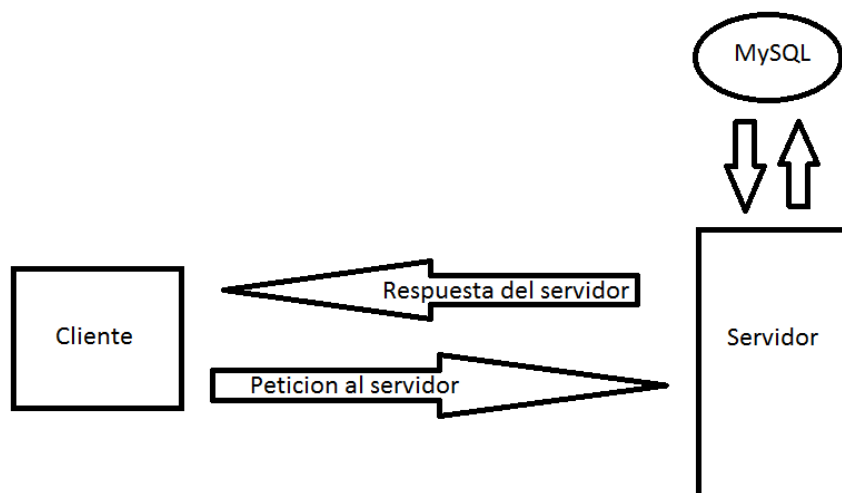 MySQL
Respuesta del servidor
Cliente
Servidor
Peticion al servidor